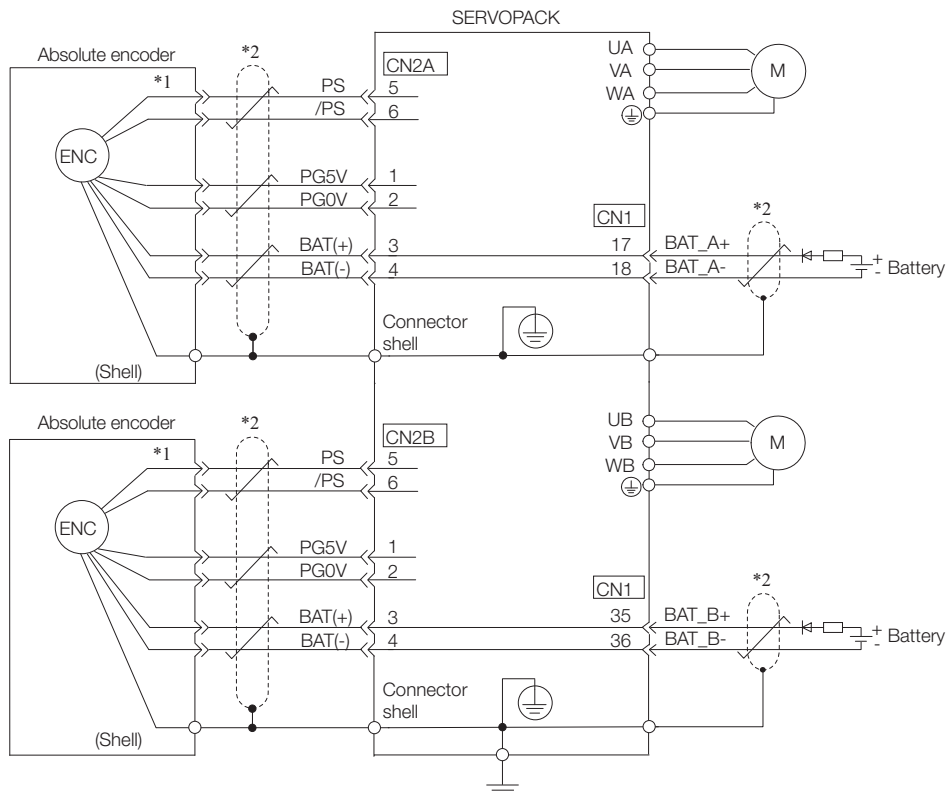 SERVOPACK
Absolute encoder
*2
*1
CN2A
UA
VA
WA
M
PS
5
/PS
6
ENC
PG5V
1
PG0V
2
CN1
*2
BAT(+)
3
17
BAT_A+
BAT(-)
4
18
BAT_A-
+
-
Battery
Connector
shell
(Shell)
Absolute encoder
*2
*1
CN2B
UB
VB
WB
M
PS
5
/PS
6
ENC
PG5V
1
PG0V
2
CN1
*2
BAT(+)
3
35
BAT_B+
BAT(-)
4
36
BAT_B-
+
-
Battery
Connector
shell
(Shell)